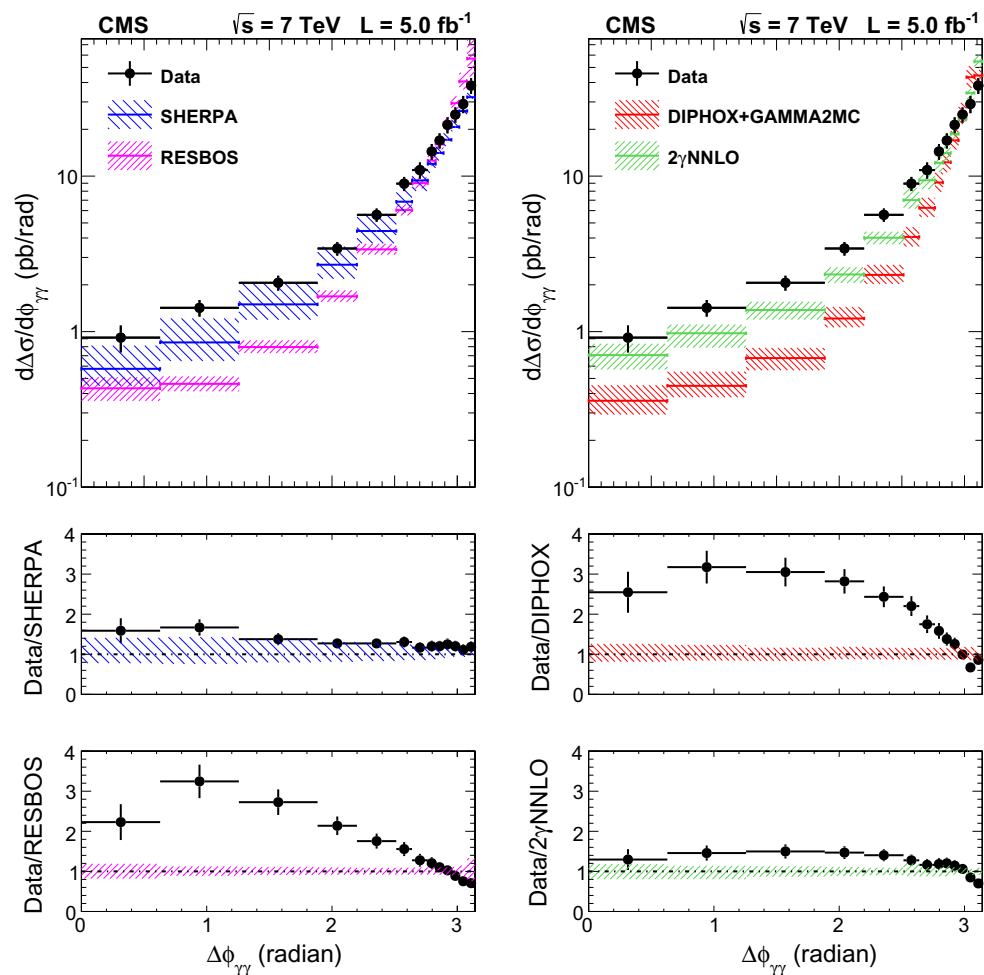 CMS √s = 7 TeV L = 5.0 fb⁻¹
Data
SHERPA
RESBOS
10
1
10⁻¹
dΔσ/dϕγγ (pb/rad)
4
3
2
1
0
Data/SHERPA
4
3
2
1
0
Data/RESBOS
0 1 2 3
Δϕγγ (radian)
CMS √s = 7 TeV L = 5.0 fb⁻¹
Data
DIPHOX+GAMMA2MC
2γNNLO
10
1
10⁻¹
dΔσ/dϕγγ (pb/rad)
4
3
2
1
0
Data/DIPHOX
4
3
2
1
0
Data/2γNNLO
0 1 2 3
Δϕγγ (radian)